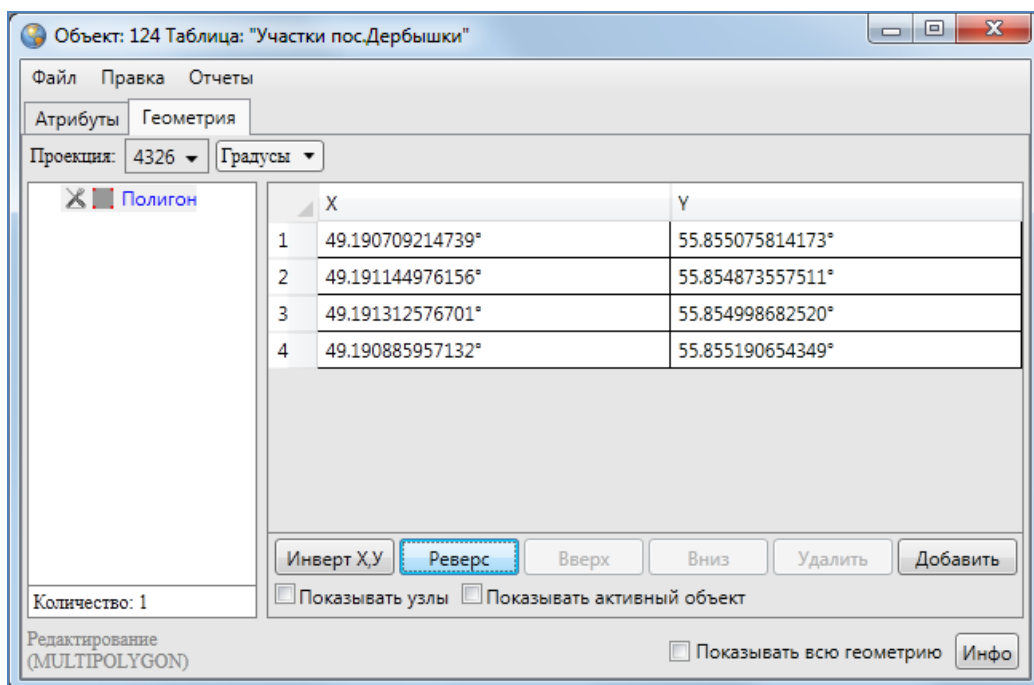 Объект: 124 Таблица: "Участки пос.Дербышки"
Файл Правка Отчеты
Атрибуты Геометрия
Проекция: 4326 Градусы
Полигон
X Y
1 49.190709214739° 55.855075814173°
2 49.191144976156° 55.854873557511°
3 49.191312576701° 55.854998682520°
4 49.190885957132° 55.855190654349°
Инверт X,У Реверс Вверх Вниз Удалить Добавить
Количество: 1
Показывать узлы Показывать активный объект
Редактирование
(MULTIPOLYGON)
Показывать всю геометрию Инфо